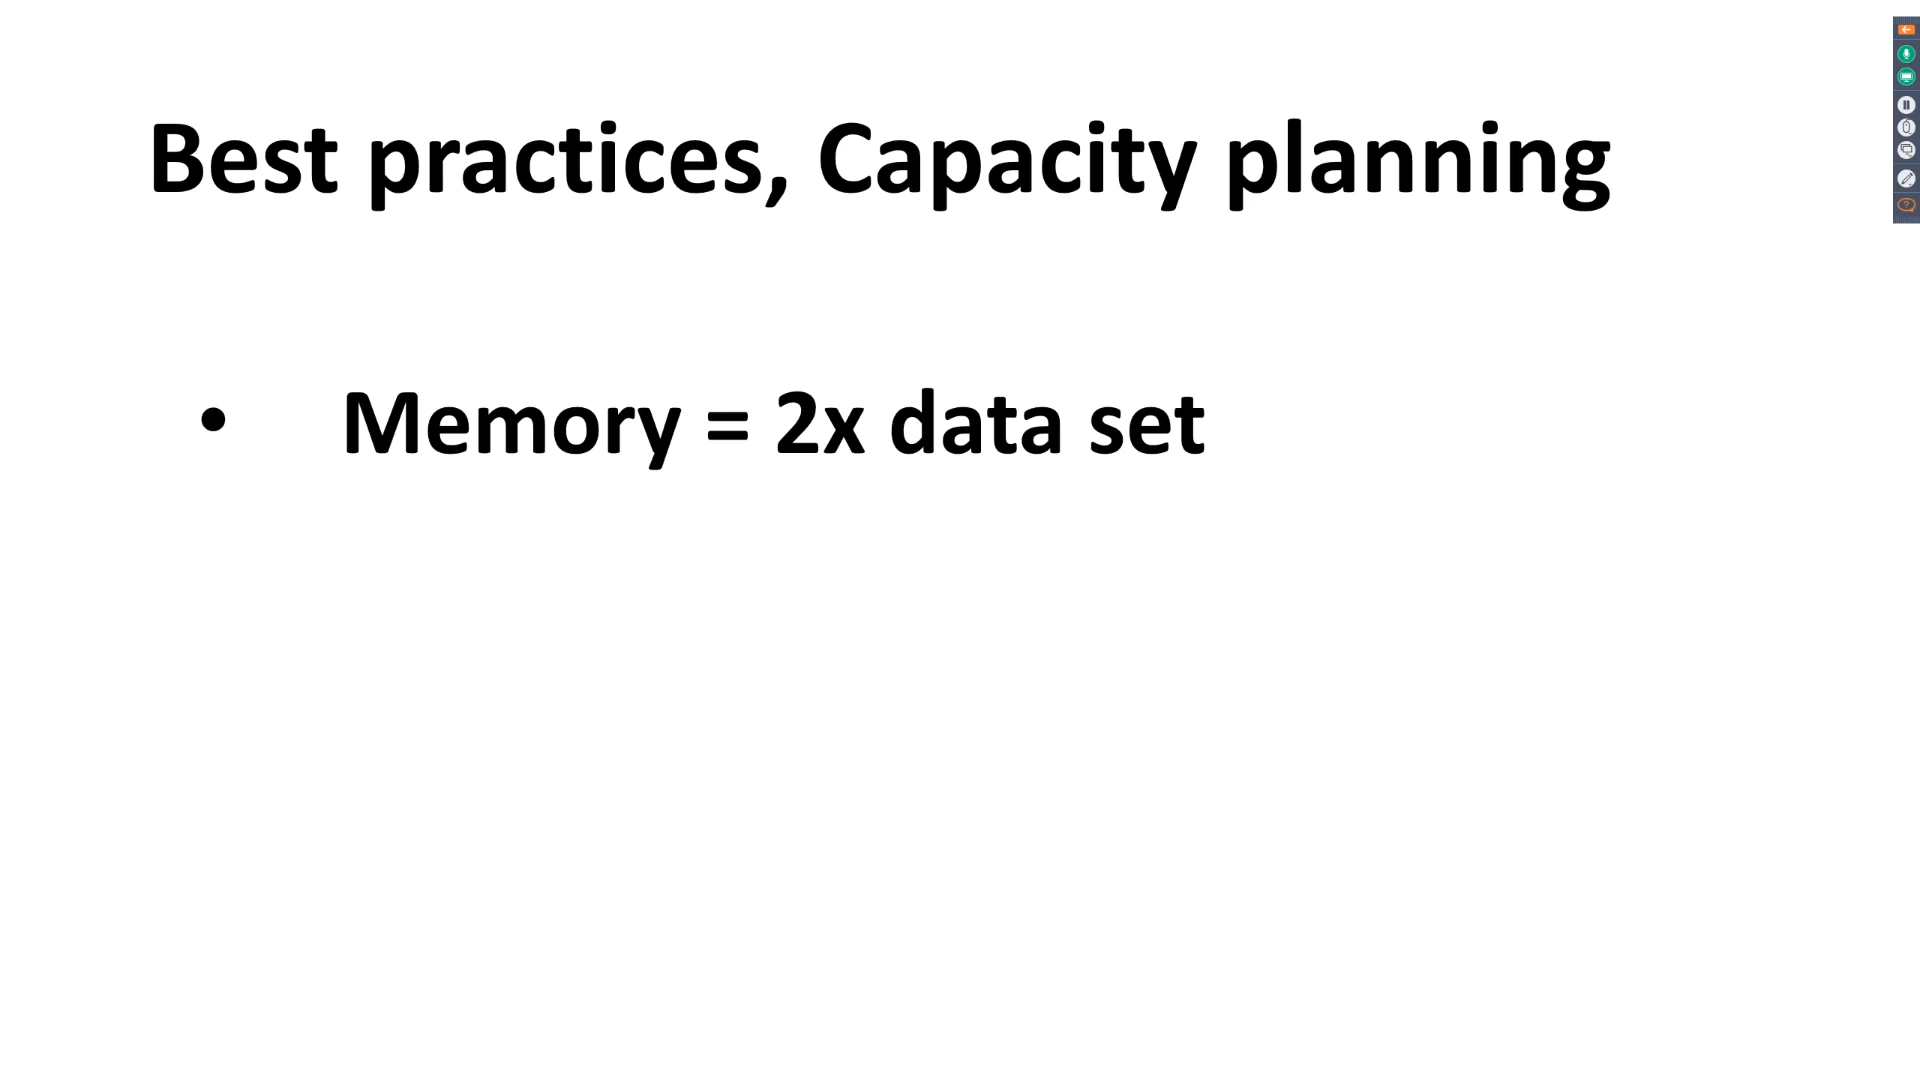 Best practices, Capacity planning
• Memory = 2x data set